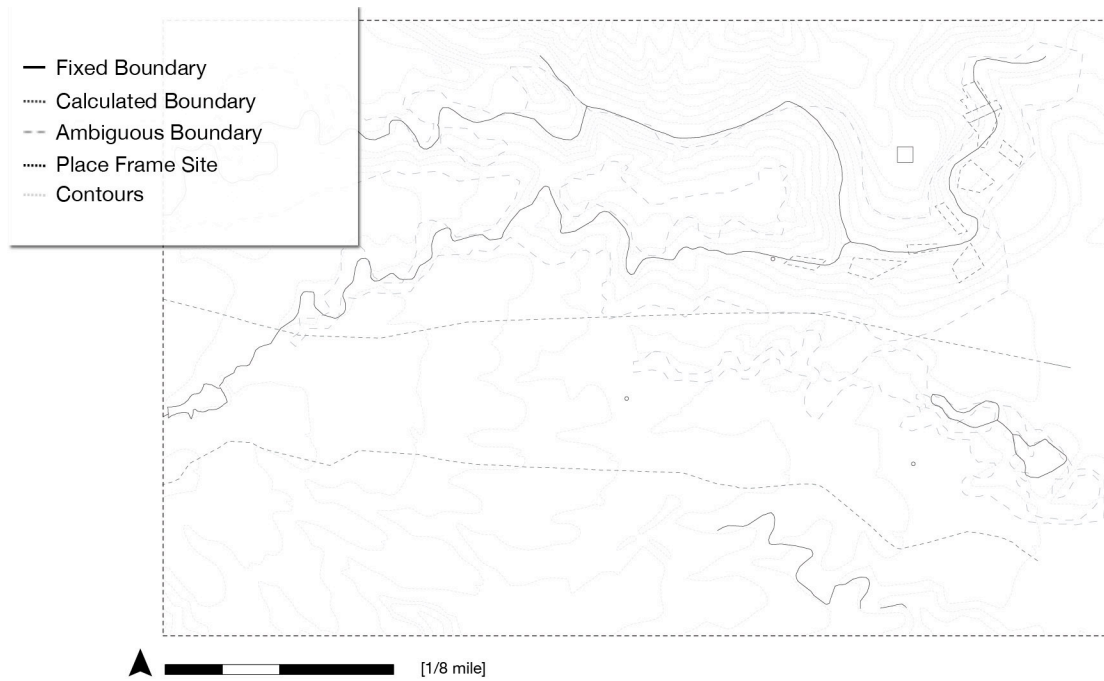 Fixed Boundary
Calculated Boundary
Ambiguous Boundary
Place Frame Site
Contours
[1/8 mile]